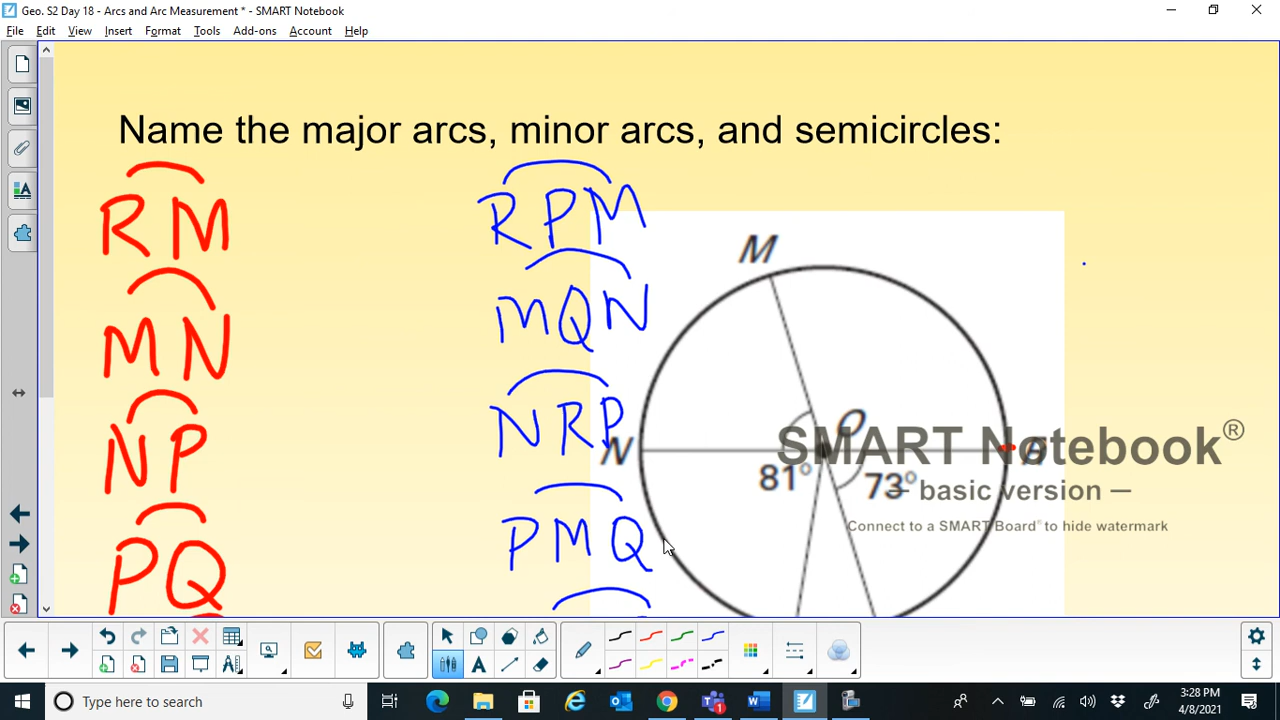 Geo. S2 Day 18 - Arcs and Arc Measurement * - SMART Notebook
File Edit View Insert Format Tools Add-ons Account Help
Name the major arcs, minor arcs, and semicircles:
RM
MN
NP
PQ
RPM
MQN
NRP
PMQ
M
N
O
81°
73°
SMART Notebook®
— basic version —
Connect to a SMART Board® to hide watermark
Type here to search
3:28 PM
4/8/2021